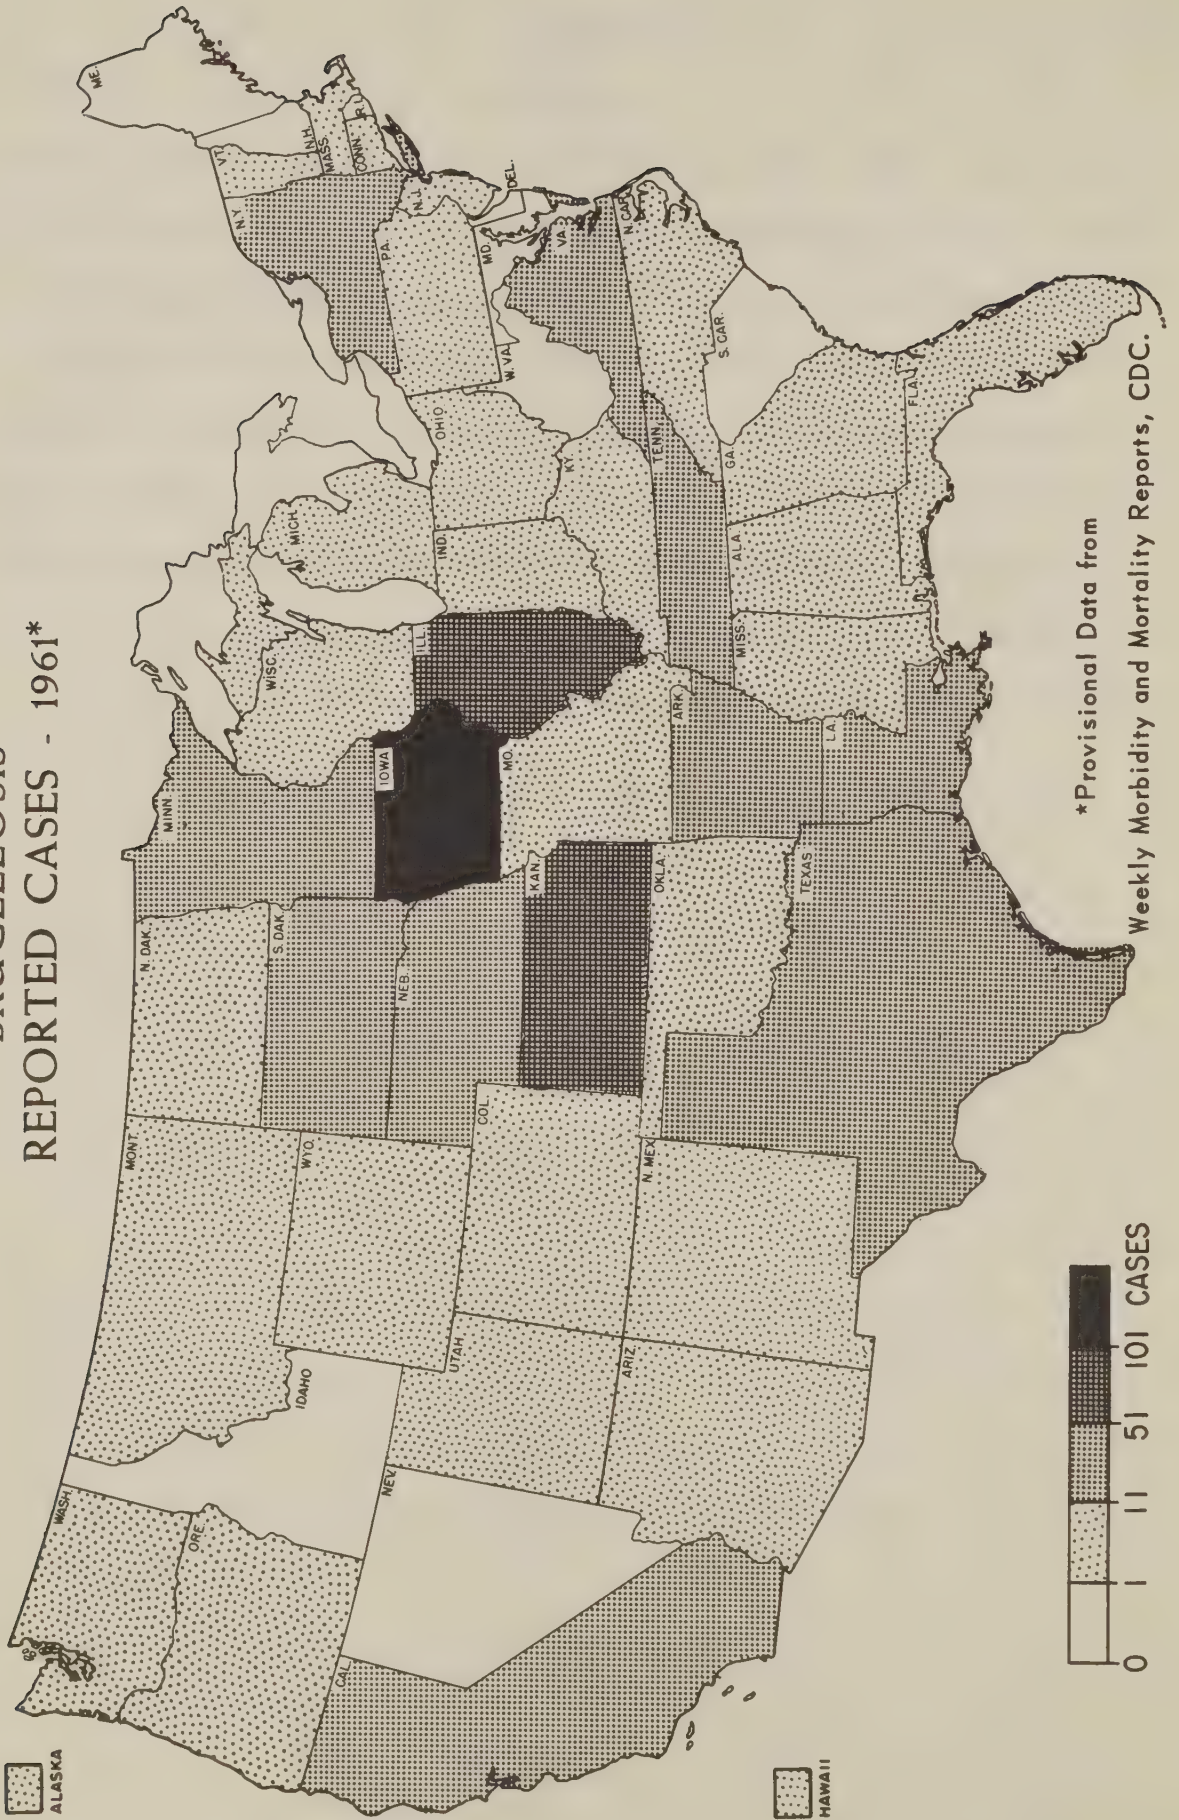 BRUCELLOSIS
REPORTED CASES - 1961*
ALASKA
HAWAII
WASH.
ORE.
CAL.
NEV.
IDAHO
MONT.
WYO.
UTAH
ARIZ.
COL.
N. MEX.
N. DAK.
S. DAK.
NEB.
KAN.
OKLA.
TEXAS
MINN.
IOWA
MO.
ARK.
LA.
WISC.
ILL.
MICH.
IND.
OHIO
KY.
TENN.
MISS.
ALA.
GA.
FLA.
S. CAR.
N. CAR.
VA.
W. VA.
MD.
DEL.
PA.
N.J.
N.Y.
CONN.
R.I.
MASS.
VT.
N.H.
ME.
0 1 11 51 101 CASES
*Provisional Data from
Weekly Morbidity and Mortality Reports, CDC.